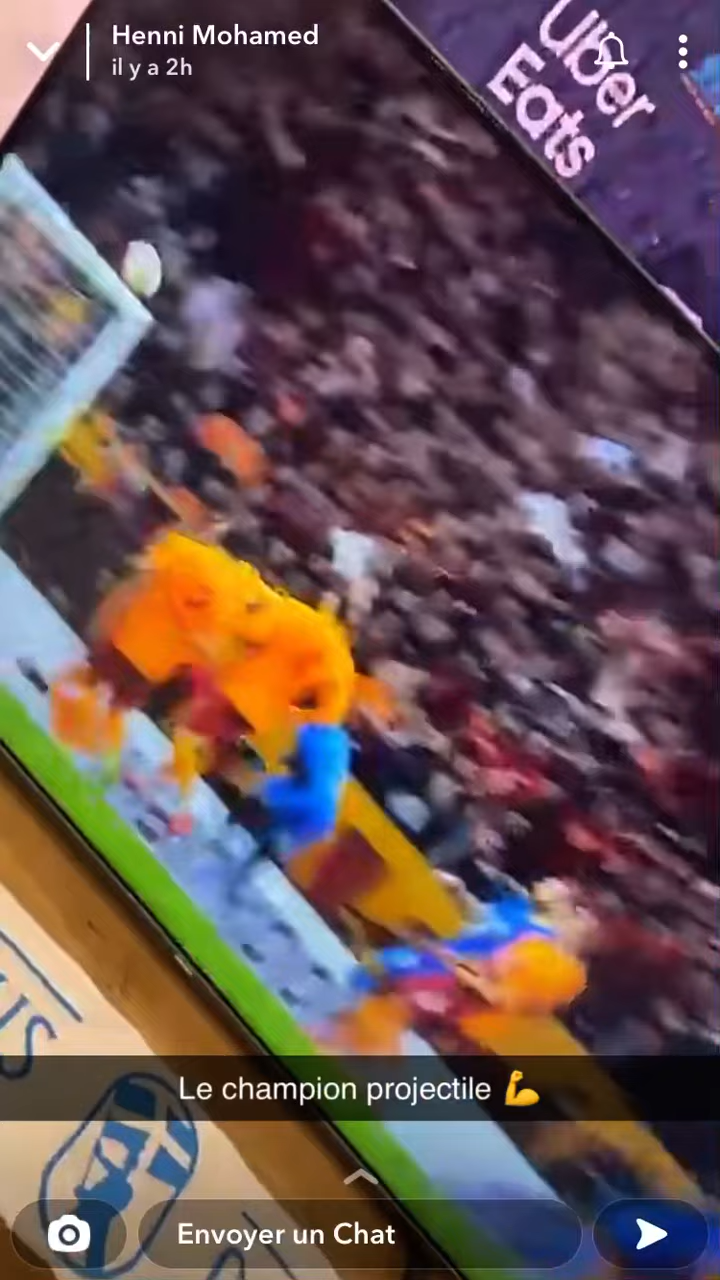 Henni Mohamed
il y a 2h
Uber
Eats
Le champion projectile 💪
Envoyer un Chat